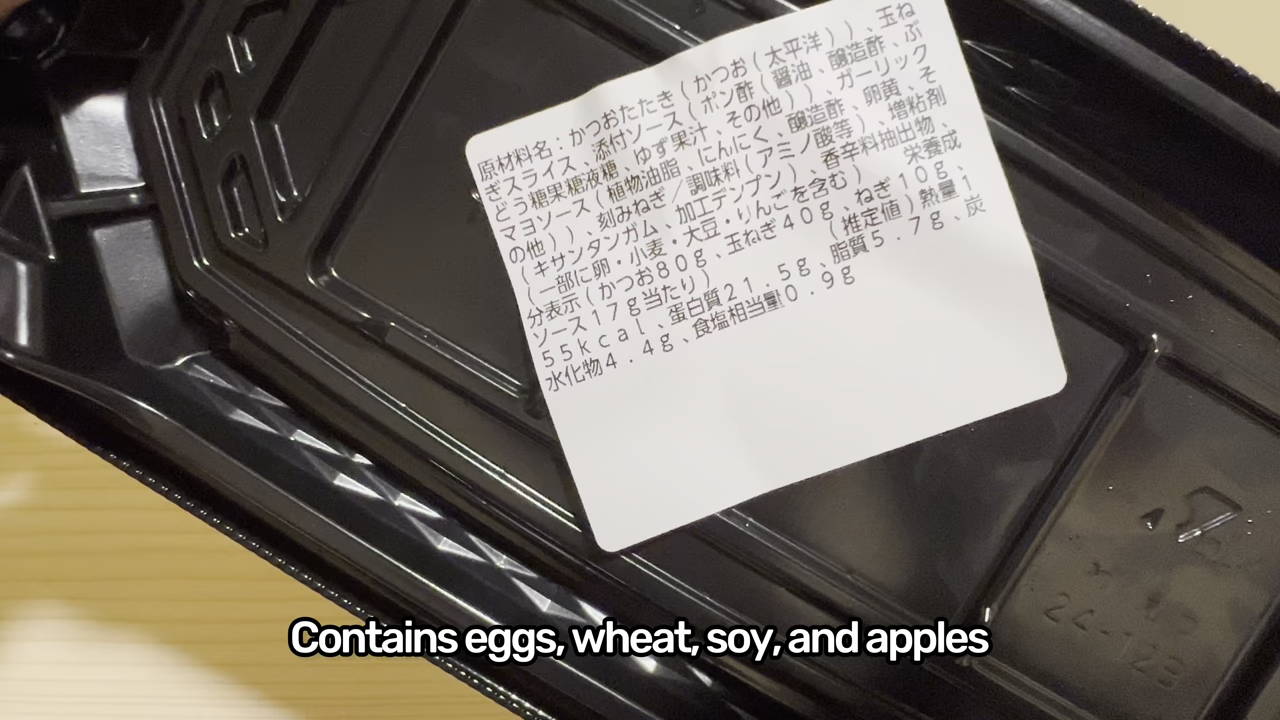 原材料名：かつおたたき（かつお（太平洋））、玉ね
ぎスライス、添付ソース（ポン酢（醤油、醸造酢、ぶ
どう糖果糖液糖、ゆず果汁、その他））、ガーリック
マヨソース（植物油脂、にんにく、醸造酢、卵黄、そ
の他））、刻みねぎ／調味料（アミノ酸等）、増粘剤
（キサンタンガム、加工デンプン）、香辛料抽出物、
（一部に卵・小麦・大豆・りんごを含む）　栄養成
分表示（かつお８０ｇ、玉ねぎ４０ｇ、ねぎ１０ｇ、
ソース１７ｇ当たり）　（推定値）熱量１
５５ｋｃａｌ、蛋白質２１．５ｇ、脂質５．７ｇ、炭
水化物４．４ｇ、食塩相当量０．９ｇ
24-123
Contains eggs, wheat, soy, and apples